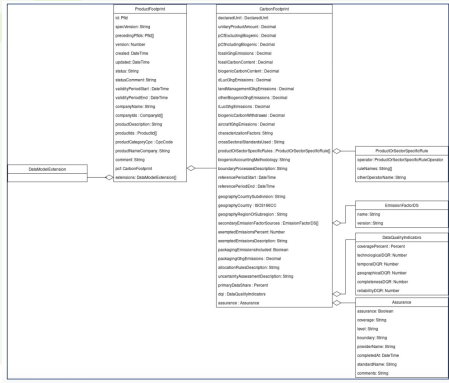 ProductFootprint
id: PfId
specVersion: String
precedingPfIds: PfId[]
version: Number
created: DateTime
updated: DateTime
status: String
statusComment: String
validityPeriodStart : DateTime
validityPeriodEnd : DateTime
companyName: String
companyIds : CompanyId[]
productDescription: String
productIds : ProductId[]
productCategoryCpc : CpcCode
productNameCompany: String
comment: String
pcf :CarbonFootprint
extensions: DataModelExtension[]
DataModelExtension
CarbonFootprint
declaredUnit : DeclaredUnit
unitaryProductAmount : Decimal
pCfExcludingBiogenic : Decimal
pCfIncludingBiogenic : Decimal
fossilGhgEmissions : Decimal
fossilCarbonContent : Decimal
biogenicCarbonContent : Decimal
dLucGhgEmissions : Decimal
landManagementGhgEmissions : Decimal
otherBiogenicGhgEmissions : Decimal
iLucGhgEmissions : Decimal
biogenicCarbonWithdrawal : Decimal
aircraftGhgEmissions : Decimal
characterizationFactors : String
crossSectoralStandardsUsed : String
productOrSectorSpecificRules : ProductOrSectorSpecificRule[]
biogenicAccountingMethodology : String
boundaryProcessesDescription : String
referencePeriodStart : DateTime
referencePeriodEnd : DateTime
geographyCountrySubdivision : String
geographyCountry : ISO3166CC
geographyRegionOrSubregion : String
secondaryEmissionFactorSources : EmissionFactorDS[]
exemptedEmissionsPercent : Number
exemptedEmissionsDescription : String
packagingEmissionsIncluded : Boolean
packagingGhgEmissions : Decimal
allocationRulesDescription : String
uncertaintyAssessmentDescription : String
primaryDataShare : Percent
dqi : DataQualityIndicators
assurance : Assurance
ProductOrSectorSpecificRule
operator: ProductOrSectorSpecificRuleOperator
ruleNames: String[]
otherOperatorName: String
EmissionFactorDS
name : String
version : String
DataQualityIndicators
coveragePercent : Percent
technologicalDQR: Number
temporalDQR: Number
geographicalDQR : Number
completenessDQR: Number
reliabilityDQR: Number
Assurance
assurance: Boolean
coverage: String
level: String
boundary: String
providerName: String
completedAt: DateTime
standardName: String
comments: String